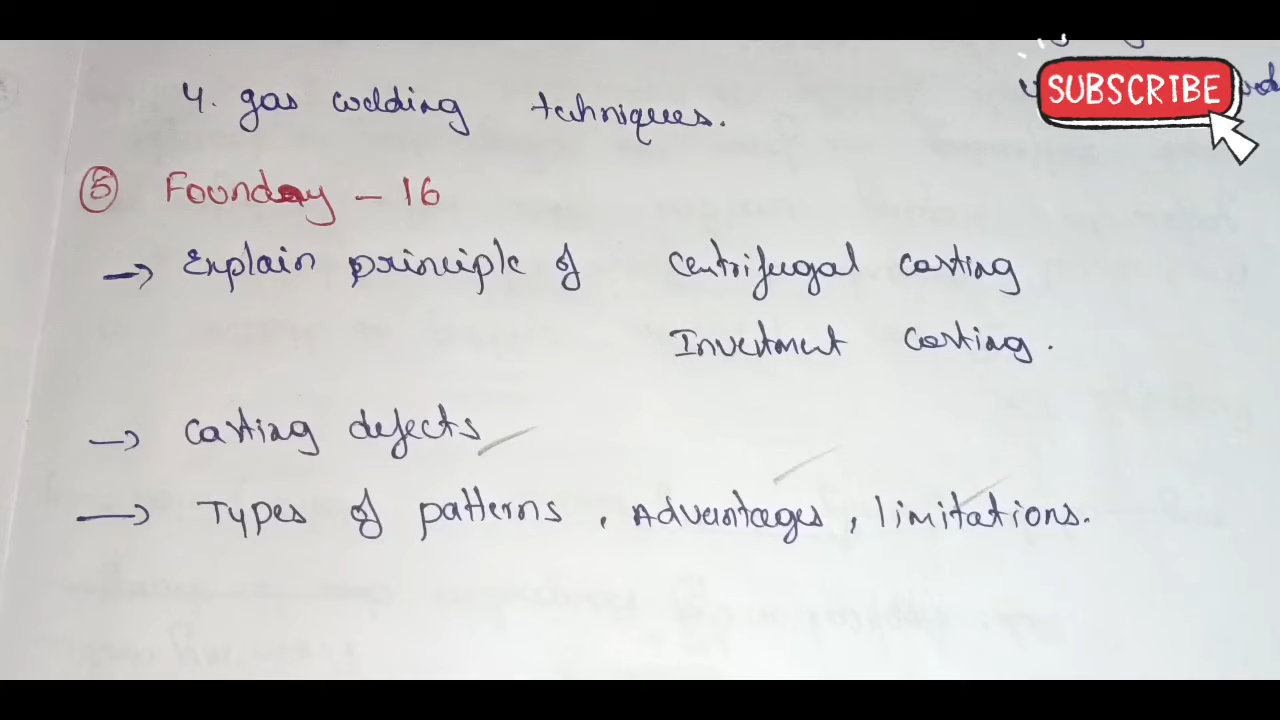 4. gas welding techniques.
SUBSCRIBE
⑤ Foundry - 16
→ Explain principle of Centrifugal casting
Investment casting.
→ Casting defects
→ Types of patterns, Advantages, limitations.